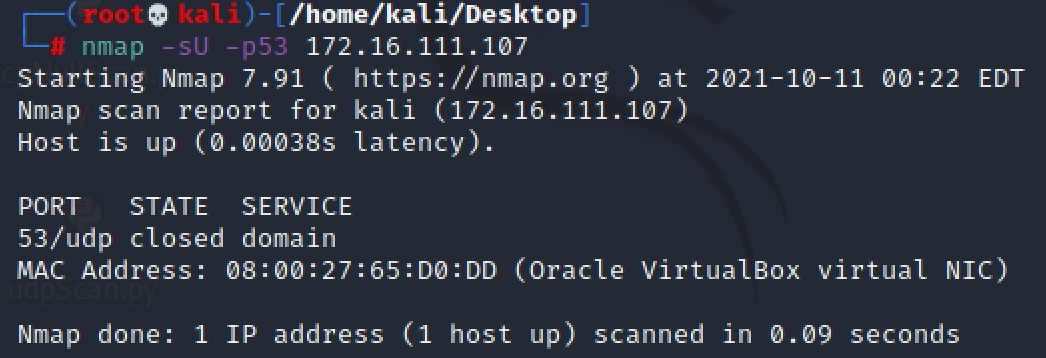 (root💀kali)-[/home/kali/Desktop]
# nmap -sU -p53 172.16.111.107
Starting Nmap 7.91 ( https://nmap.org ) at 2021-10-11 00:22 EDT
Nmap scan report for kali (172.16.111.107)
Host is up (0.00038s latency).
PORT STATE SERVICE
53/udp closed domain
MAC Address: 08:00:27:65:D0:DD (Oracle VirtualBox virtual NIC)
udpScan.py
Nmap done: 1 IP address (1 host up) scanned in 0.09 seconds